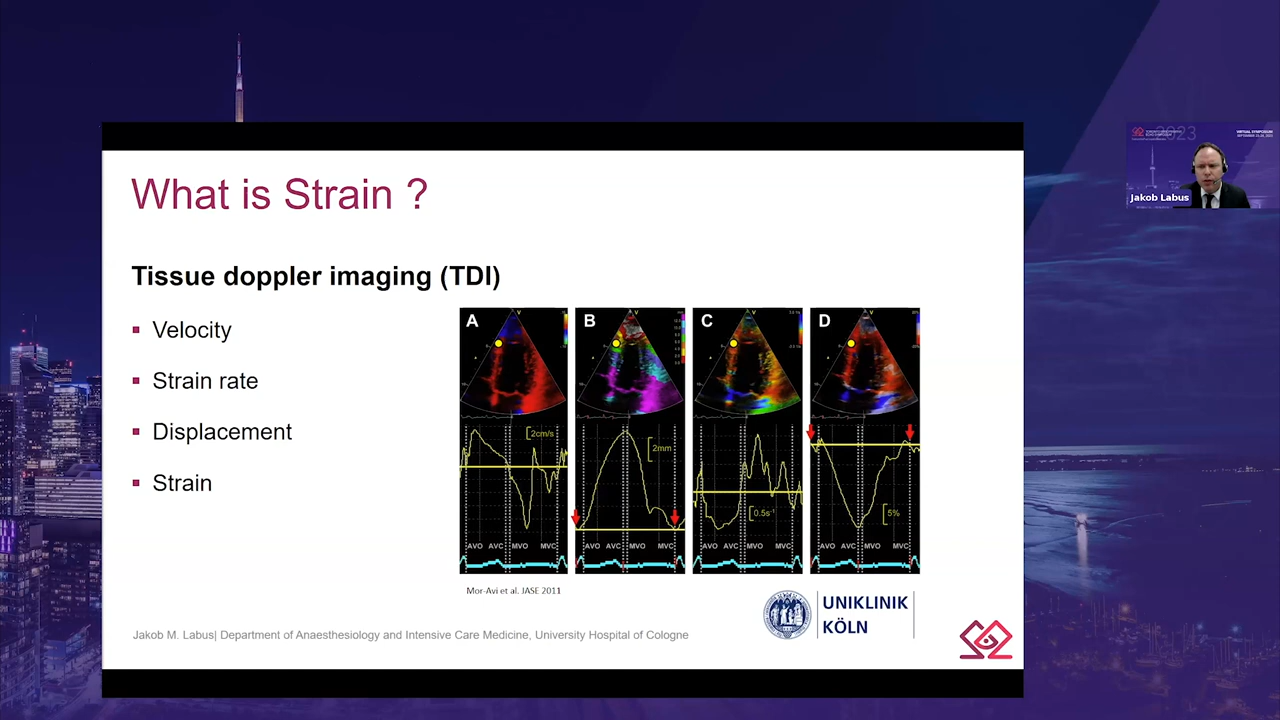 What is Strain ?
Tissue doppler imaging (TDI)
Velocity
Strain rate
Displacement
Strain
A B C D
V V V V
2cm/s
2mm
0.5s-1
5%
AVO AVC MVO MVC
AVO AVC MVO MVC
AVO AVC MVO MVC
AVO AVC MVO MVC
Mor-Avi et al. JASE 2011
UNIKLINIK
KÖLN
Jakob M. Labus| Department of Anaesthesiology and Intensive Care Medicine, University Hospital of Cologne
2023
VIRTUAL SYMPOSIUM
Jakob Labus